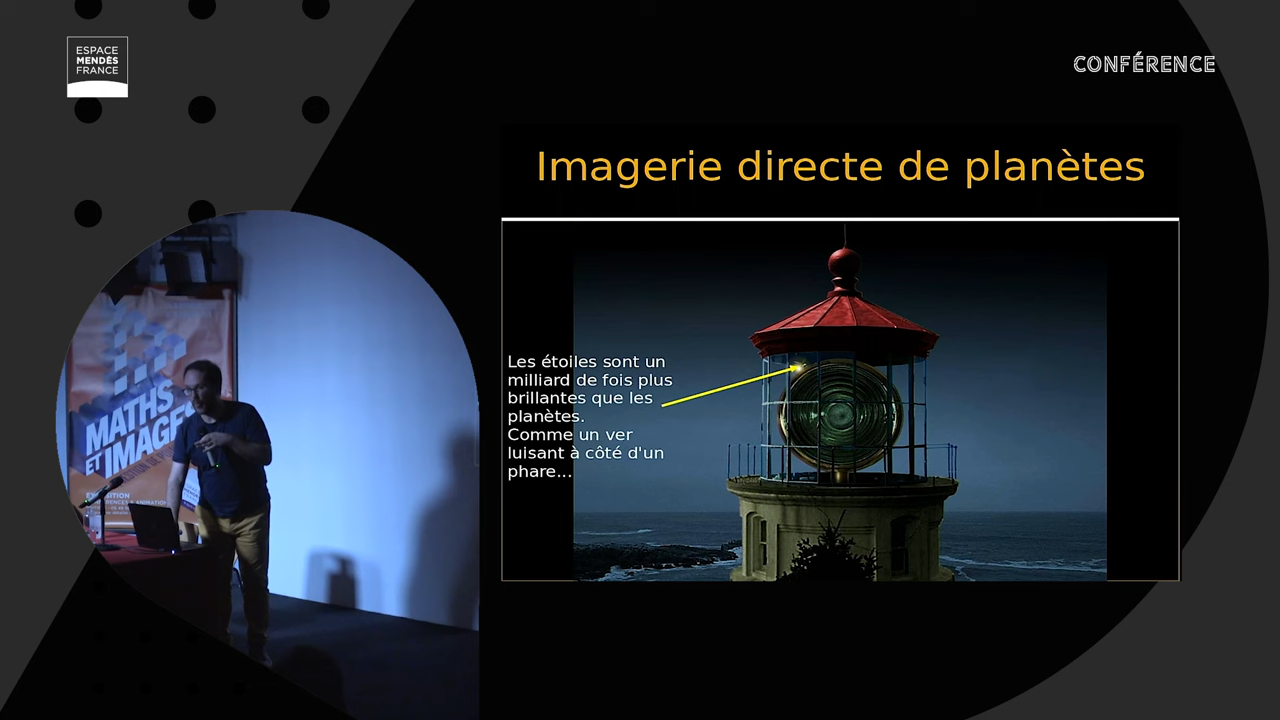 ESPACE
MENDÈS
FRANCE
CONFÉRENCE
Imagerie directe de planètes
Les étoiles sont un
milliard de fois plus
brillantes que les
planètes.
Comme un ver
luisant à côté d'un
phare...
MATHS
ET IMAGE